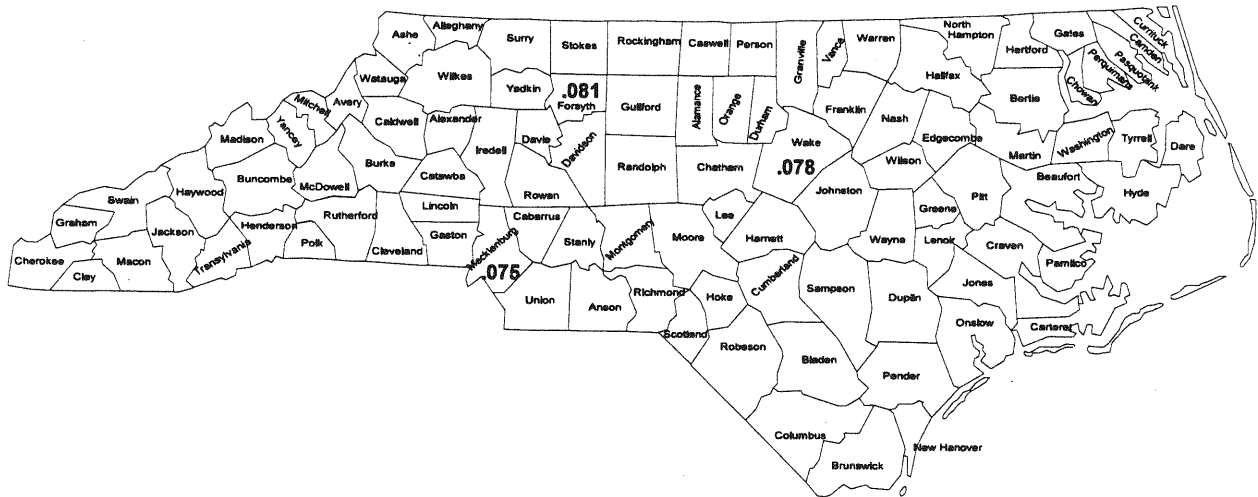 Ashe
Alleghany
Surry
Stokes
Rockingham
Caswell
Person
Granville
Vance
Warren
North
Hampton
Hertford
Gates
Currituck
Camden
Pasquotank
Perquimans
Chowan
Watauga
Wilkes
Yadkin
.081
Forsyth
Guilford
Alamance
Orange
Durham
Franklin
Halifax
Bertie
Mitchell
Avery
Caldwell
Alexander
Iredell
Davie
Davidson
Randolph
Chatham
Wake
.078
Nash
Edgecombe
Wilson
Martin
Washington
Tyrrell
Dare
Madison
Yancey
Burke
Catawba
Rowan
Johnston
Pitt
Beaufort
Hyde
Swain
Haywood
Buncombe
McDowell
Rutherford
Lincoln
Cabarrus
Lee
Greene
Graham
Jackson
Henderson
Polk
Cleveland
Gaston
Mecklenburg
.075
Stanly
Montgomery
Moore
Harnett
Wayne
Lenoir
Craven
Pamlico
Cherokee
Clay
Macon
Transylvania
Union
Anson
Richmond
Hoke
Cumberland
Sampson
Duplin
Jones
Scotland
Robeson
Bladen
Onslow
Carteret
Pender
Columbus
Brunswick
New Hanover